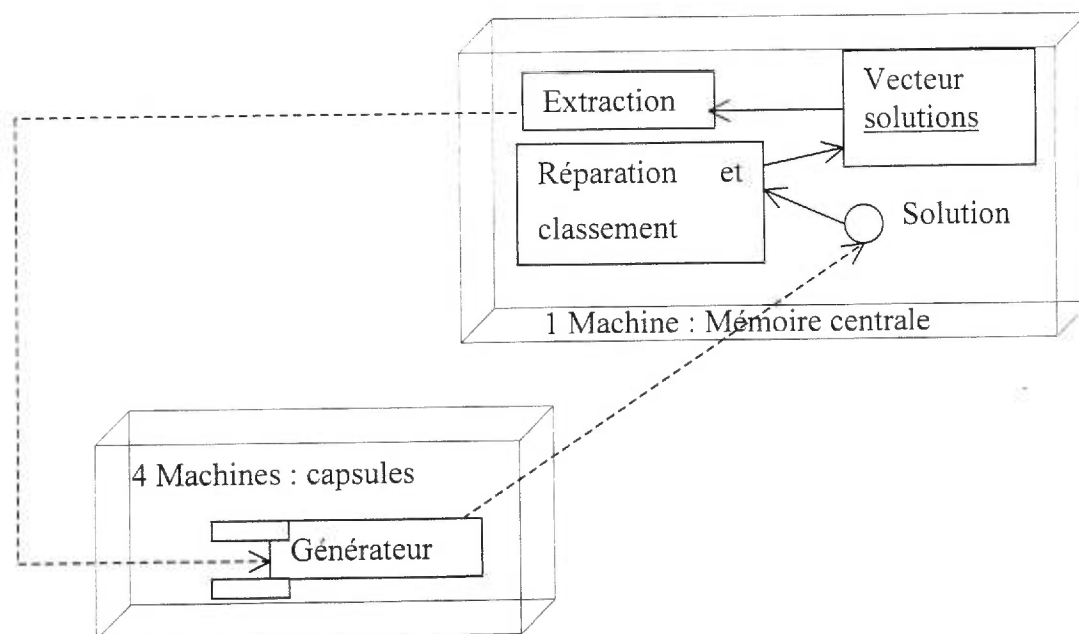 Extraction
Vecteur
solutions
Réparation et
classement
Solution
1 Machine : Mémoire centrale
4 Machines : capsules
Générateur